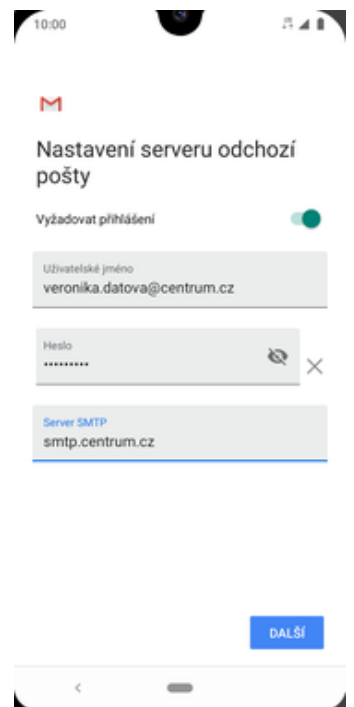 10:00
Nastavení serveru odchozí
pošty
Vyžadovat přihlášení
Uživatelské jméno
veronika.datova@centrum.cz
Heslo
•••••••••
Server SMTP
smtp.centrum.cz
DALŠÍ